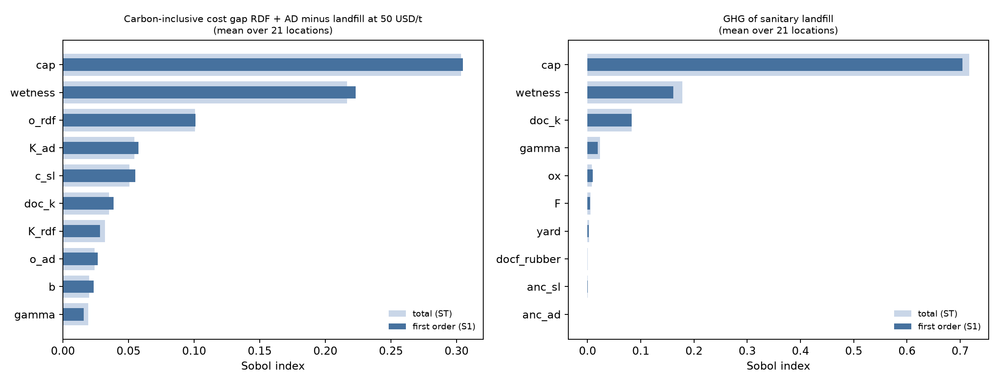 Carbon-inclusive cost gap RDF + AD minus landfill at 50 USD/t
(mean over 21 locations)
cap
wetness
o_rdf
K_ad
c_sl
doc_k
K_rdf
o_ad
b
gamma
total (ST)
first order (S1)
0.00 0.05 0.10 0.15 0.20 0.25 0.30
Sobol index
GHG of sanitary landfill
(mean over 21 locations)
cap
wetness
doc_k
gamma
ox
F
yard
docf_rubber
anc_sl
anc_ad
total (ST)
first order (S1)
0.0 0.1 0.2 0.3 0.4 0.5 0.6 0.7
Sobol index